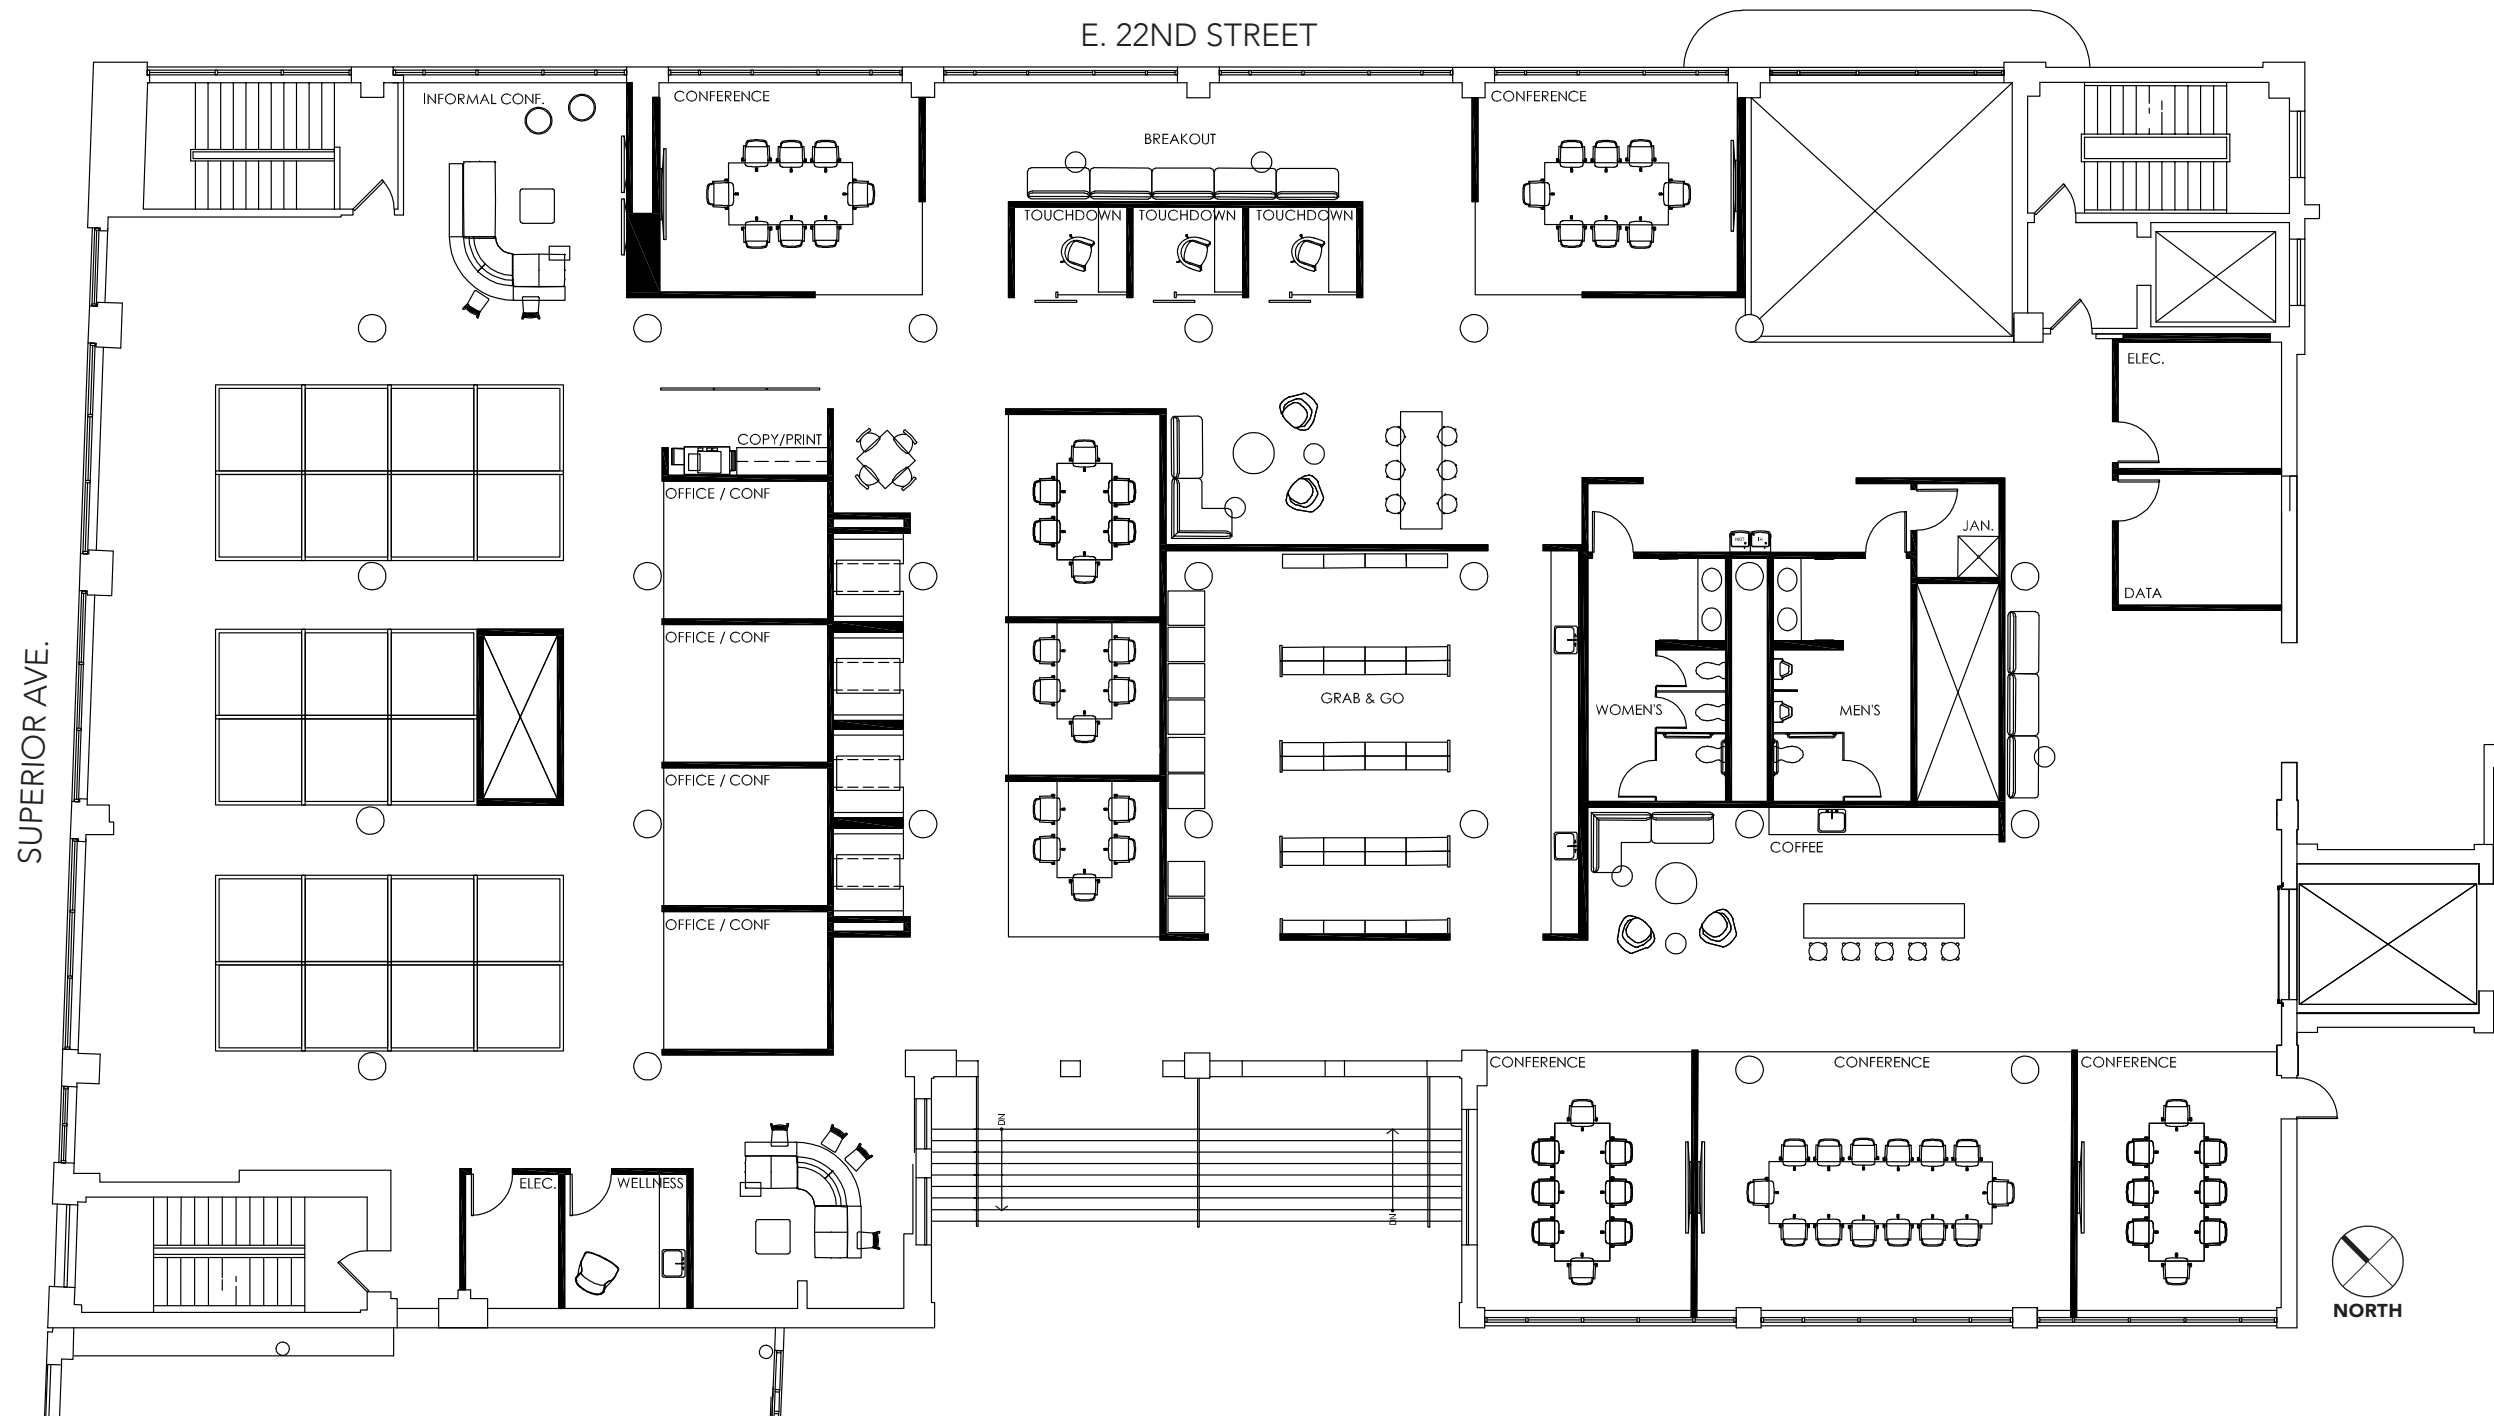 E. 22ND STREET
INFORMAL CONF.
CONFERENCE
CONFERENCE
BREAKOUT
TOUCHDOWN
TOUCHDOWN
TOUCHDOWN
ELEC.
COPY/PRINT
OFFICE / CONF
JAN.
DATA
OFFICE / CONF
GRAB & GO
WOMEN'S
MEN'S
SUPERIOR AVE.
OFFICE / CONF
COFFEE
OFFICE / CONF
CONFERENCE
CONFERENCE
CONFERENCE
DN
ELEC.
WELLNESS
DN
NORTH